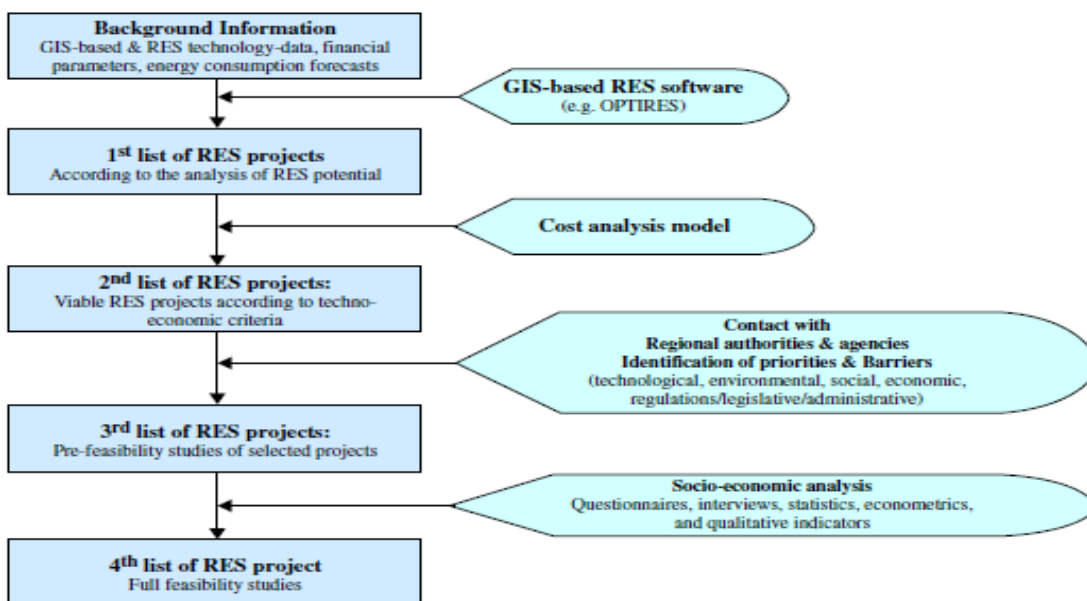 Background Information
GIS-based & RES technology-data, financial
parameters, energy consumption forecasts
GIS-based RES software
(e.g. OPTIRES)
1st list of RES projects
According to the analysis of RES potential
Cost analysis model
2nd list of RES projects:
Viable RES projects according to techno-
economic criteria
Contact with
Regional authorities & agencies
Identification of priorities & Barriers
(technological, environmental, social, economic,
regulations/legislative/administrative)
3rd list of RES projects:
Pre-feasibility studies of selected projects
Socio-economic analysis
Questionnaires, interviews, statistics, econometrics,
and qualitative indicators
4th list of RES project
Full feasibility studies